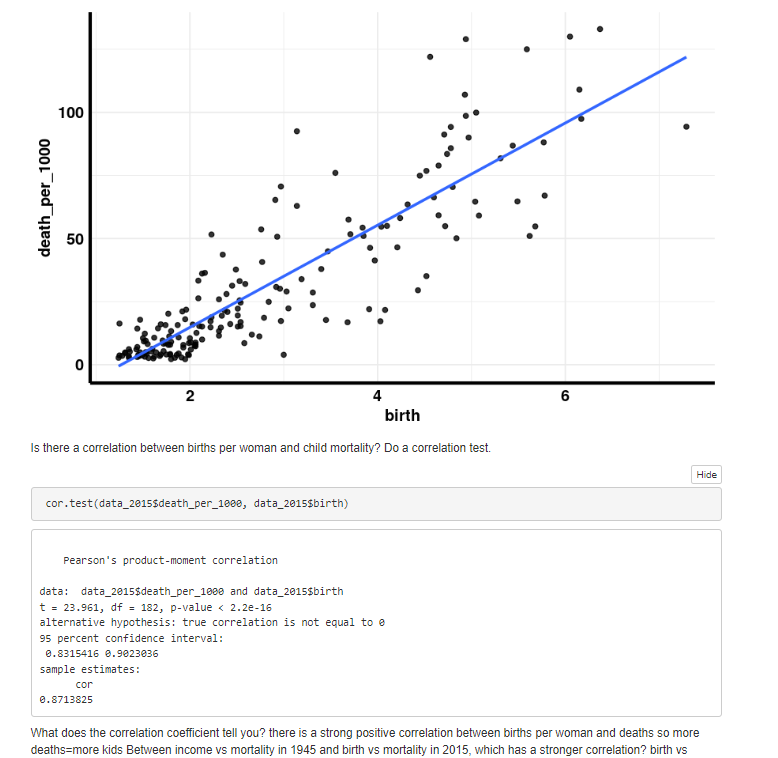 100
50
0
death_per_1000
2 4 6
birth
Is there a correlation between births per woman and child mortality? Do a correlation test.
Hide
cor.test(data_2015$death_per_1000, data_2015$birth)
Pearson's product-moment correlation
data:  data_2015$death_per_1000 and data_2015$birth
t = 23.961, df = 182, p-value < 2.2e-16
alternative hypothesis: true correlation is not equal to 0
95 percent confidence interval:
0.8315416 0.9023036
sample estimates:
cor
0.8713825
What does the correlation coefficient tell you? there is a strong positive correlation between births per woman and deaths so more
deaths=more kids Between income vs mortality in 1945 and birth vs mortality in 2015, which has a stronger correlation? birth vs